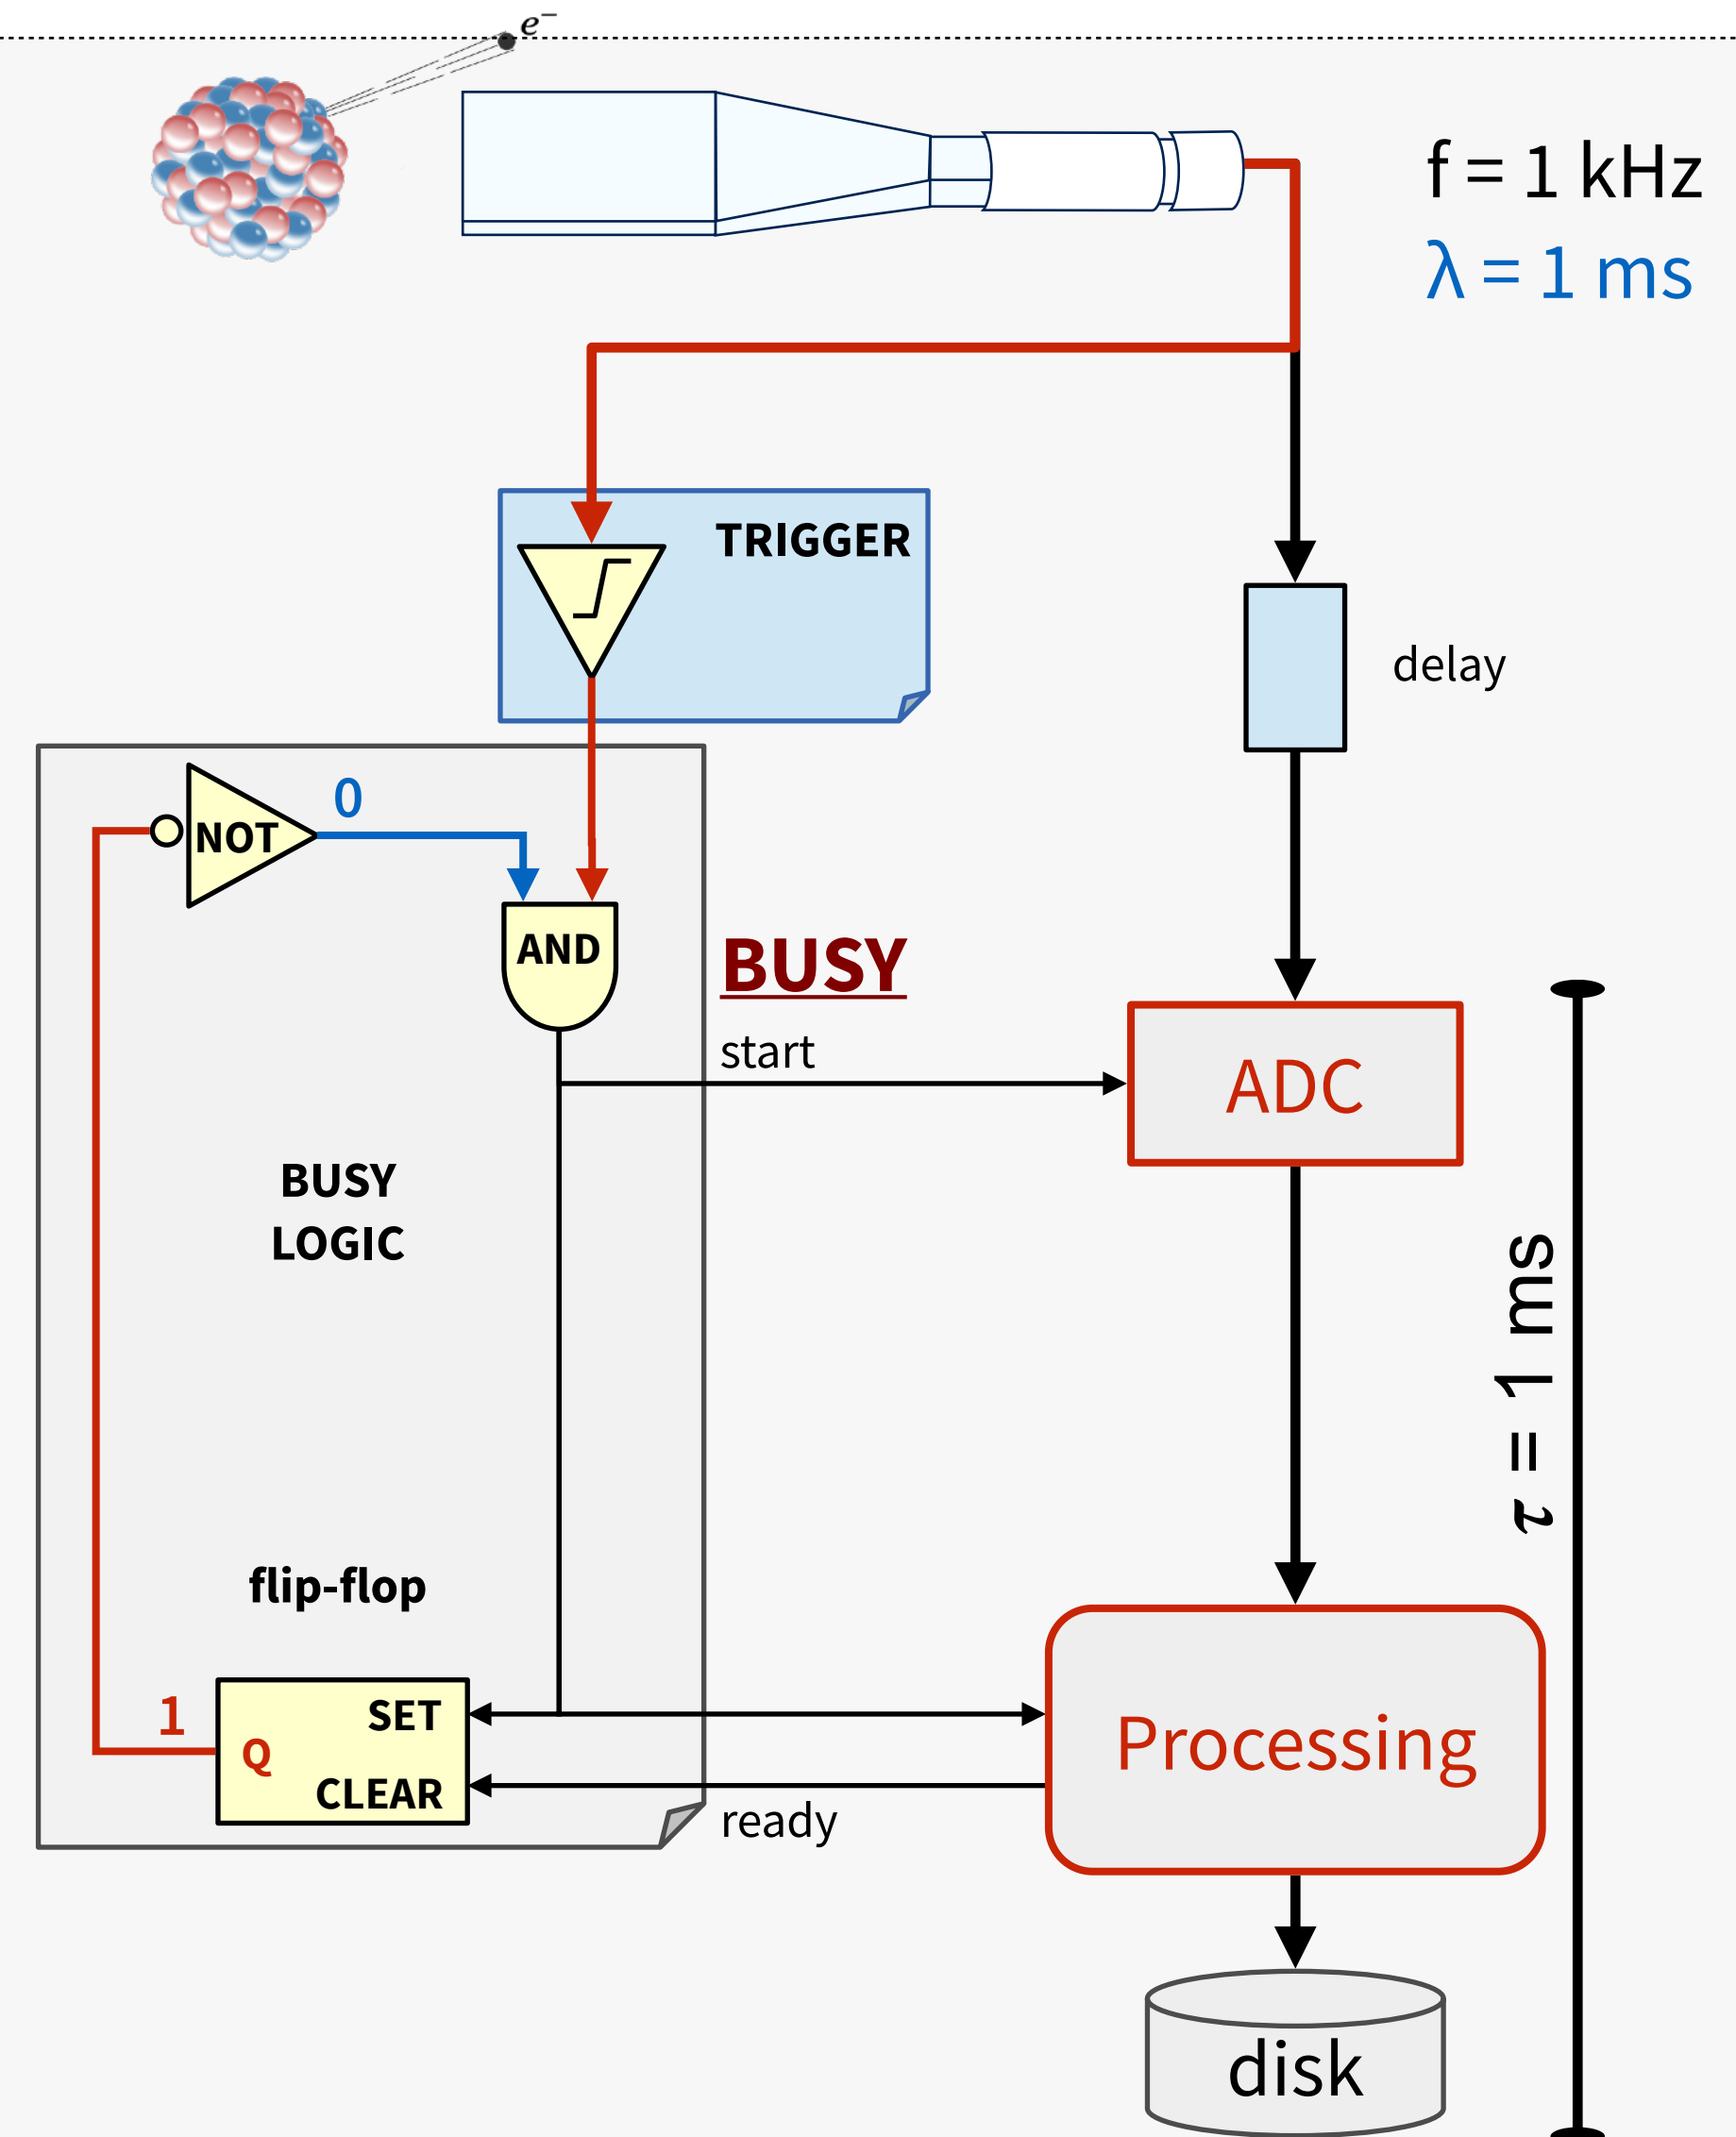 e⁻
f = 1 kHz
λ = 1 ms
TRIGGER
delay
NOT
0
AND
BUSY
start
ADC
BUSY
LOGIC
τ = 1 ms
flip-flop
1
Q
SET
CLEAR
ready
Processing
disk